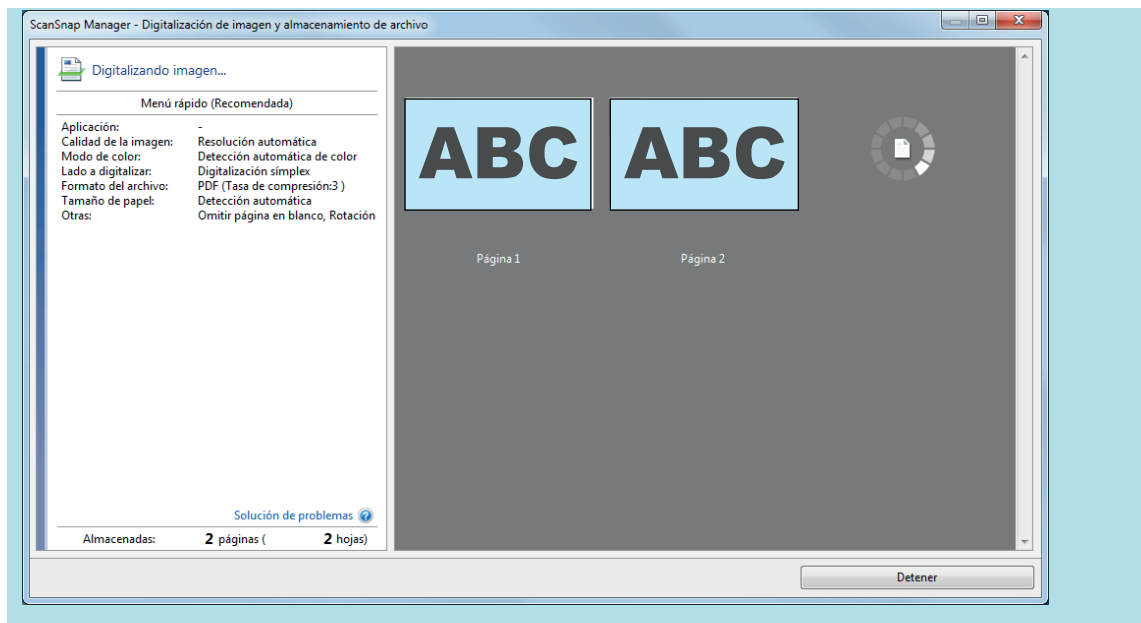 ScanSnap Manager - Digitalización de imagen y almacenamiento de archivo
Digitalizando imagen...
Menú rápido (Recomendada)
Aplicación: -
Calidad de la imagen: Resolución automática
Modo de color: Detección automática de color
Lado a digitalizar: Digitalización símplex
Formato del archivo: PDF (Tasa de compresión:3 )
Tamaño de papel: Detección automática
Otras: Omitir página en blanco, Rotación
ABC
ABC
Página 1
Página 2
Solución de problemas ?
Almacenadas: 2 páginas ( 2 hojas)
Detener